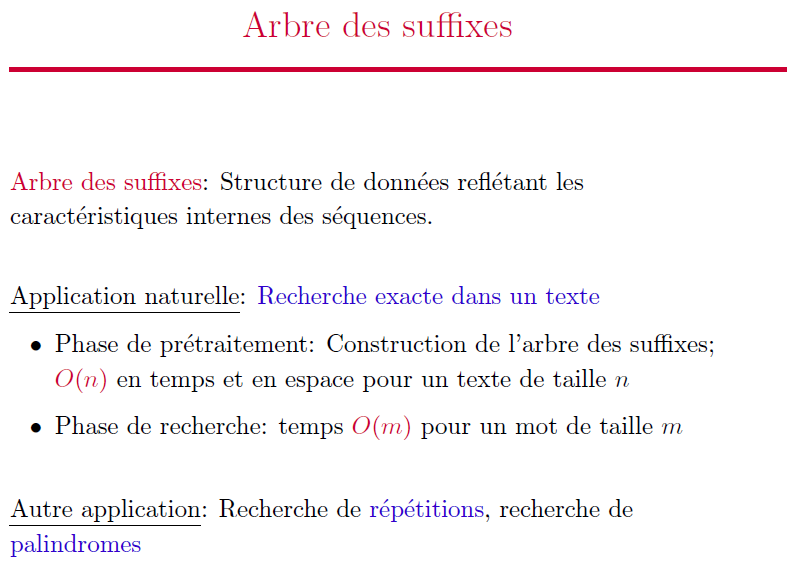 Arbre des suffixes
Arbre des suffixes: Structure de données reflétant les
caractéristiques internes des séquences.
Application naturelle: Recherche exacte dans un texte
• Phase de prétraitement: Construction de l'arbre des suffixes;
O(n) en temps et en espace pour un texte de taille n
• Phase de recherche: temps O(m) pour un mot de taille m
Autre application: Recherche de répétitions, recherche de
palindromes